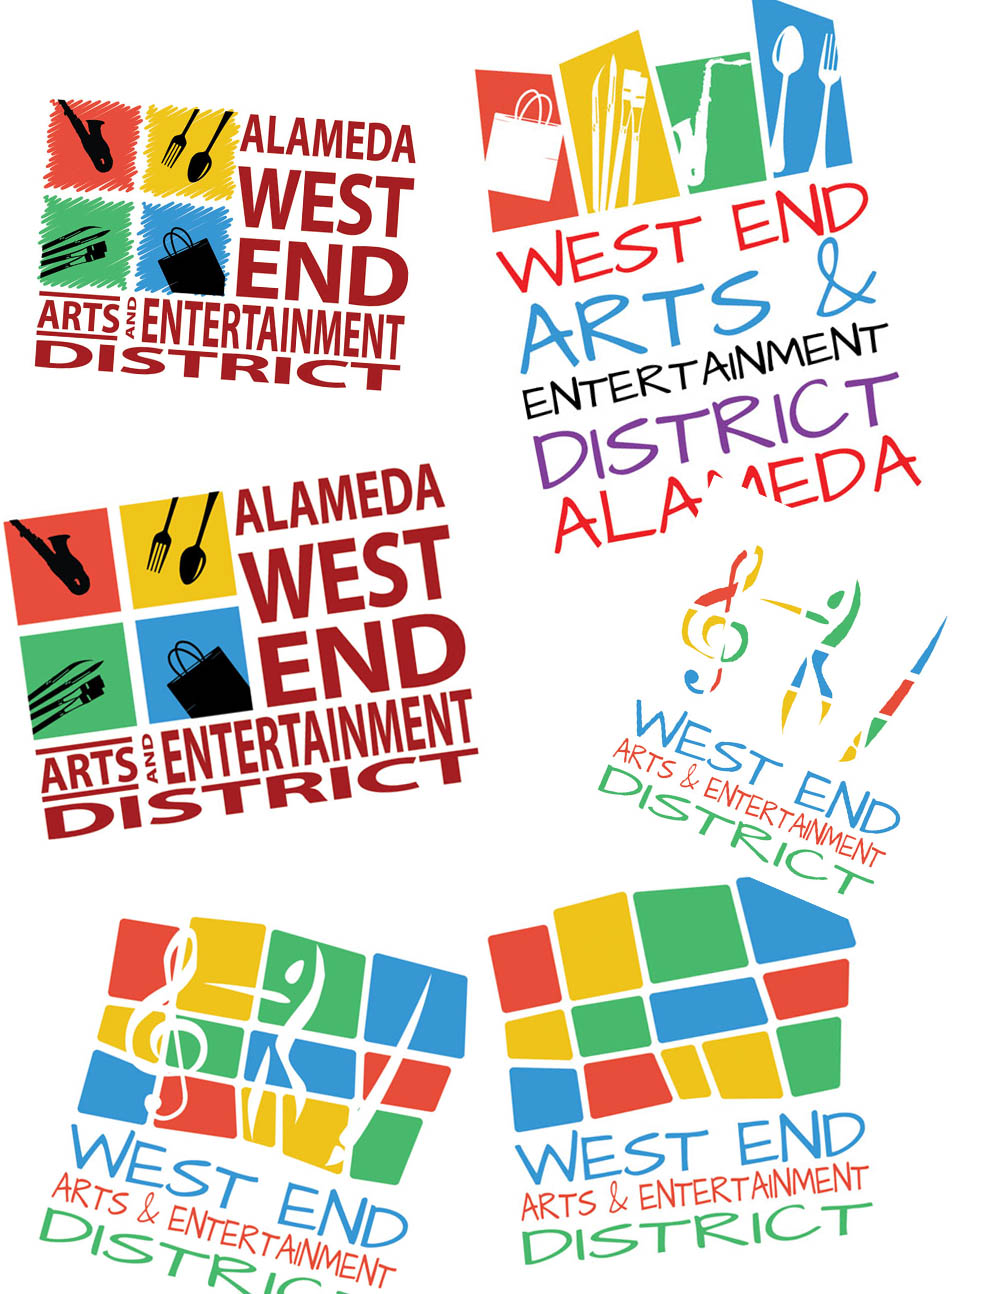 ALAMEDA
WEST
END
ARTS AND ENTERTAINMENT
DISTRICT
WEST END
ARTS &
ENTERTAINMENT
DISTRICT
ALAMEDA
ALAMEDA
WEST
END
ARTS AND ENTERTAINMENT
DISTRICT
WEST END
ARTS & ENTERTAINMENT
DISTRICT
WEST END
ARTS & ENTERTAINMENT
DISTRIC
WEST END
ARTS & ENTERTAINMENT
DISTRICT